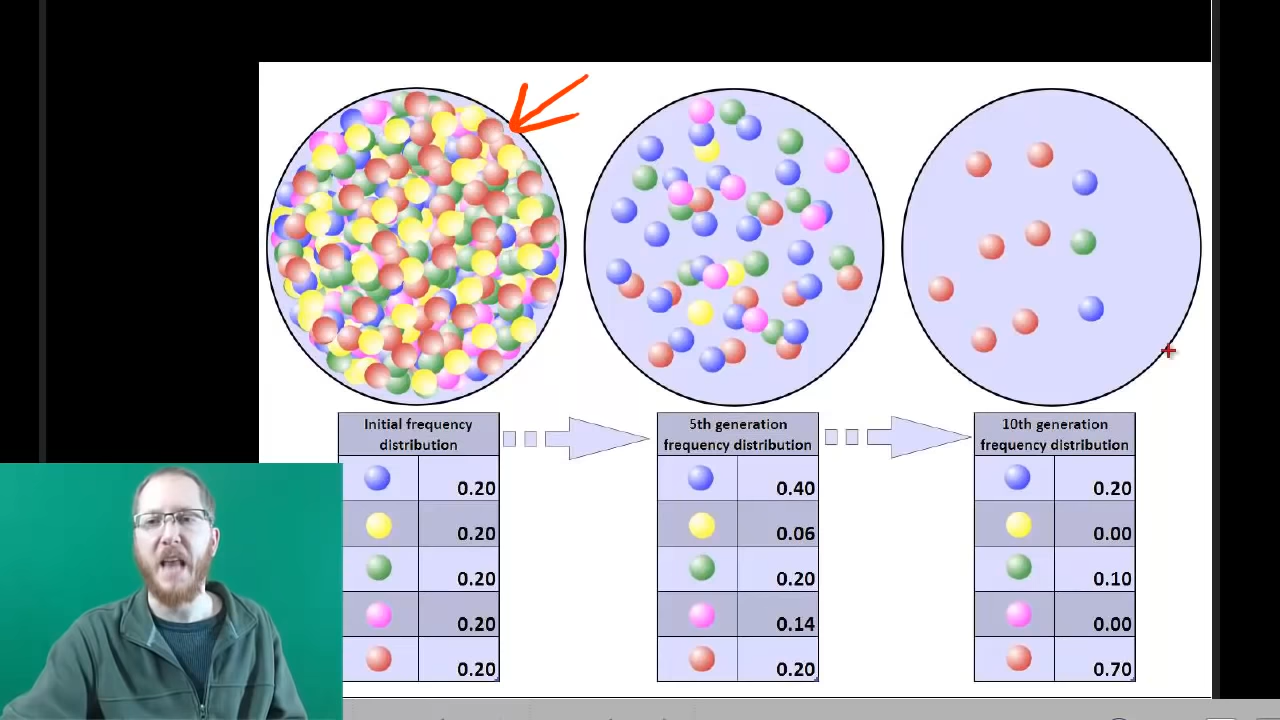 Initial frequency
distribution
0.20
0.20
0.20
0.20
0.20
5th generation
frequency distribution
0.40
0.06
0.20
0.14
0.20
10th generation
frequency distribution
0.20
0.00
0.10
0.00
0.70